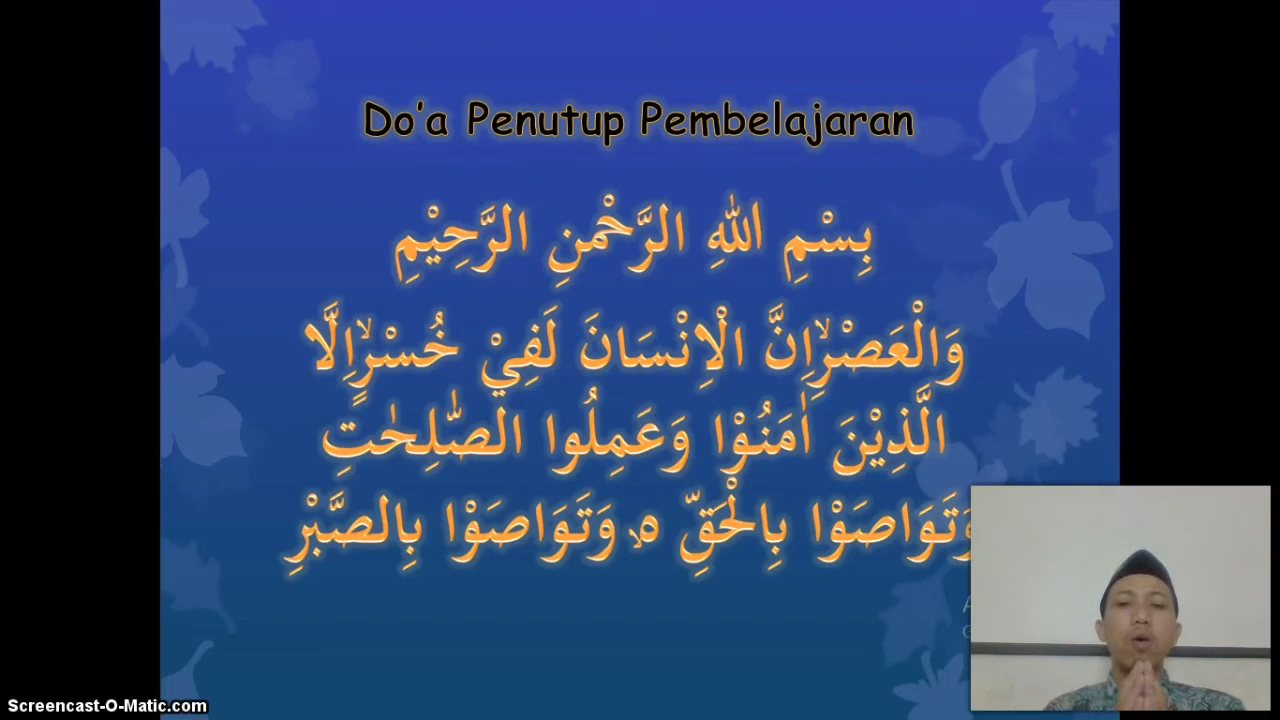 Do'a Penutup Pembelajaran
بِسْمِ اللّٰهِ الرَّحْمٰنِ الرَّحِيْمِ
وَالْعَصْرِۙ اِنَّ الْاِنْسَانَ لَفِيْ خُسْرٍۙ اِلَّا
الَّذِيْنَ اٰمَنُوْا وَعَمِلُوا الصّٰلِحٰتِ
وَتَوَاصَوْا بِالْحَقِّ ەۙ وَتَوَاصَوْا بِالصَّبْرِ
Screencast-O-Matic.com